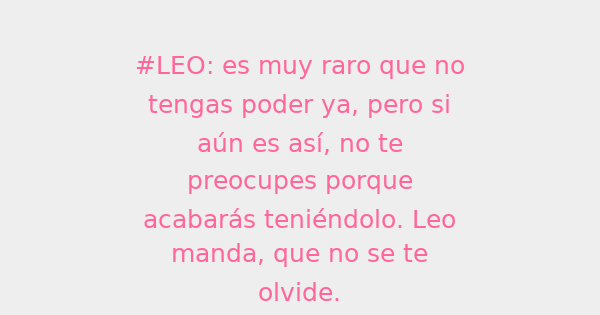 #LEO: es muy raro que no
tengas poder ya, pero si
aún es así, no te
preocupes porque
acabarás teniéndolo. Leo
manda, que no se te
olvide.